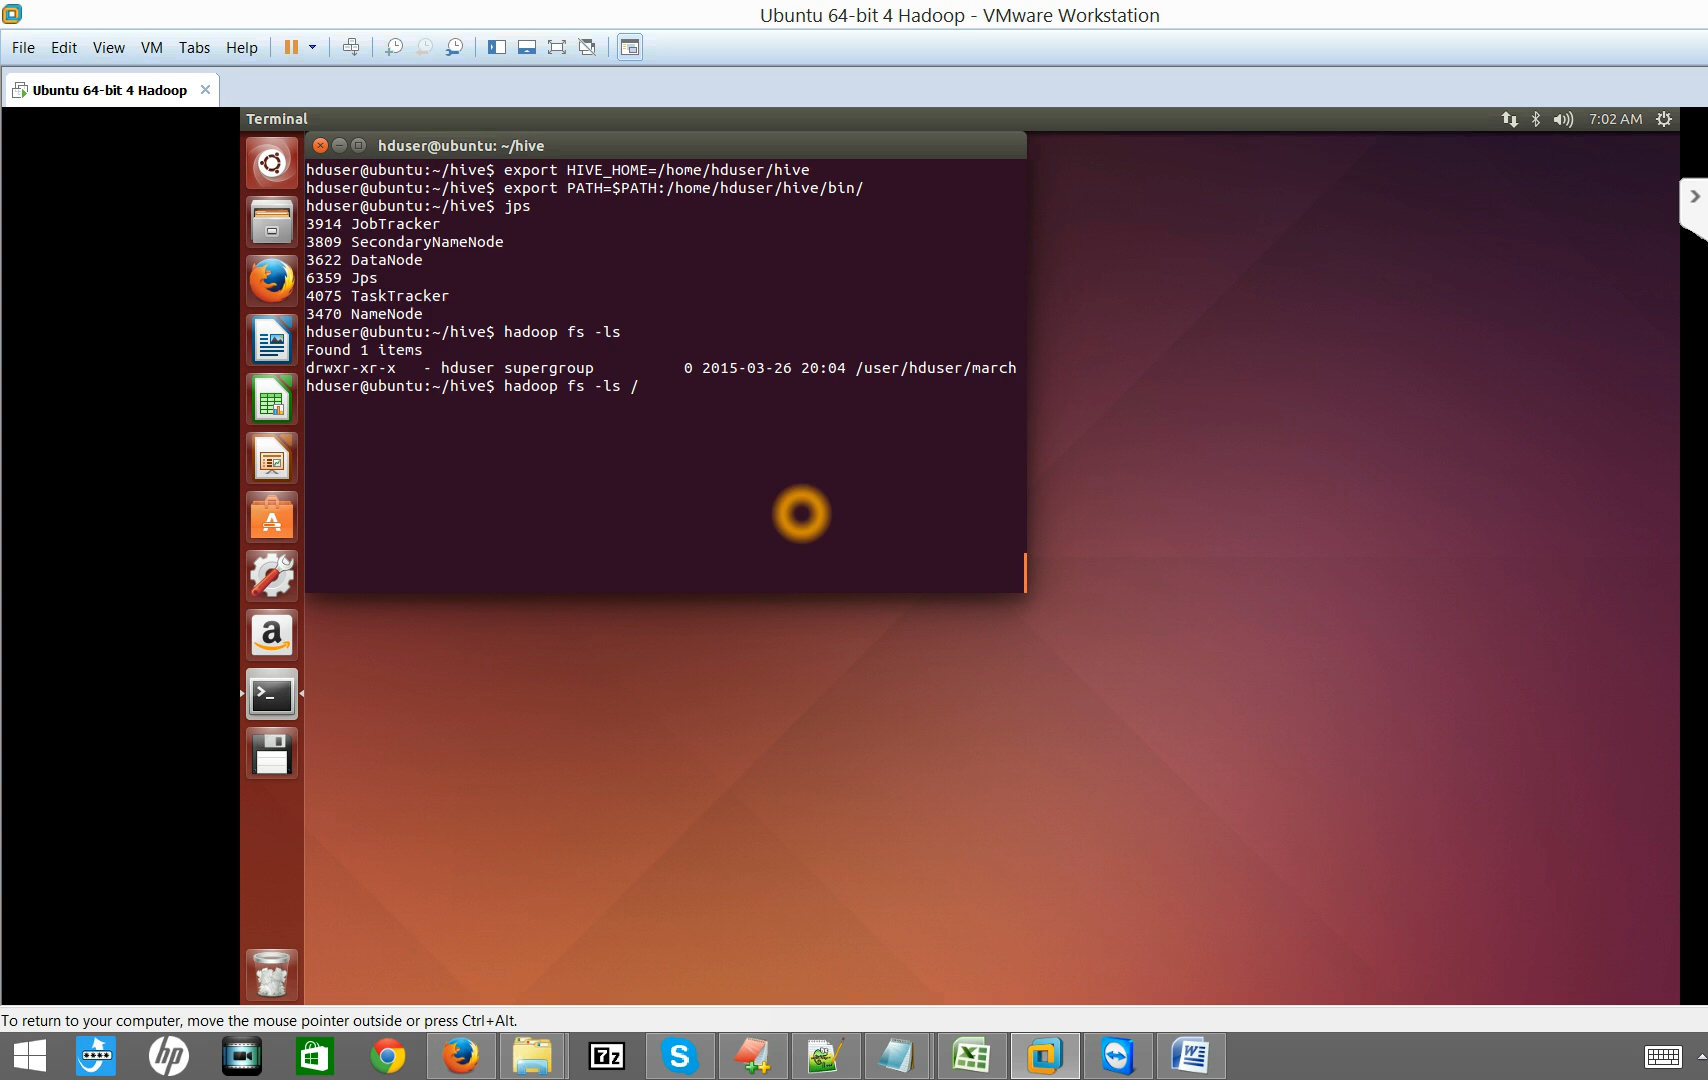 Ubuntu 64-bit 4 Hadoop - VMware Workstation
File Edit View VM Tabs Help
Ubuntu 64-bit 4 Hadoop
Terminal
7:02 AM
hduser@ubuntu: ~/hive
hduser@ubuntu:~/hive$ export HIVE_HOME=/home/hduser/hive
hduser@ubuntu:~/hive$ export PATH=$PATH:/home/hduser/hive/bin/
hduser@ubuntu:~/hive$ jps
3914 JobTracker
3809 SecondaryNameNode
3622 DataNode
6359 Jps
4075 TaskTracker
3470 NameNode
hduser@ubuntu:~/hive$ hadoop fs -ls
Found 1 items
drwxr-xr-x   - hduser supergroup          0 2015-03-26 20:04 /user/hduser/march
hduser@ubuntu:~/hive$ hadoop fs -ls /
To return to your computer, move the mouse pointer outside or press Ctrl+Alt.